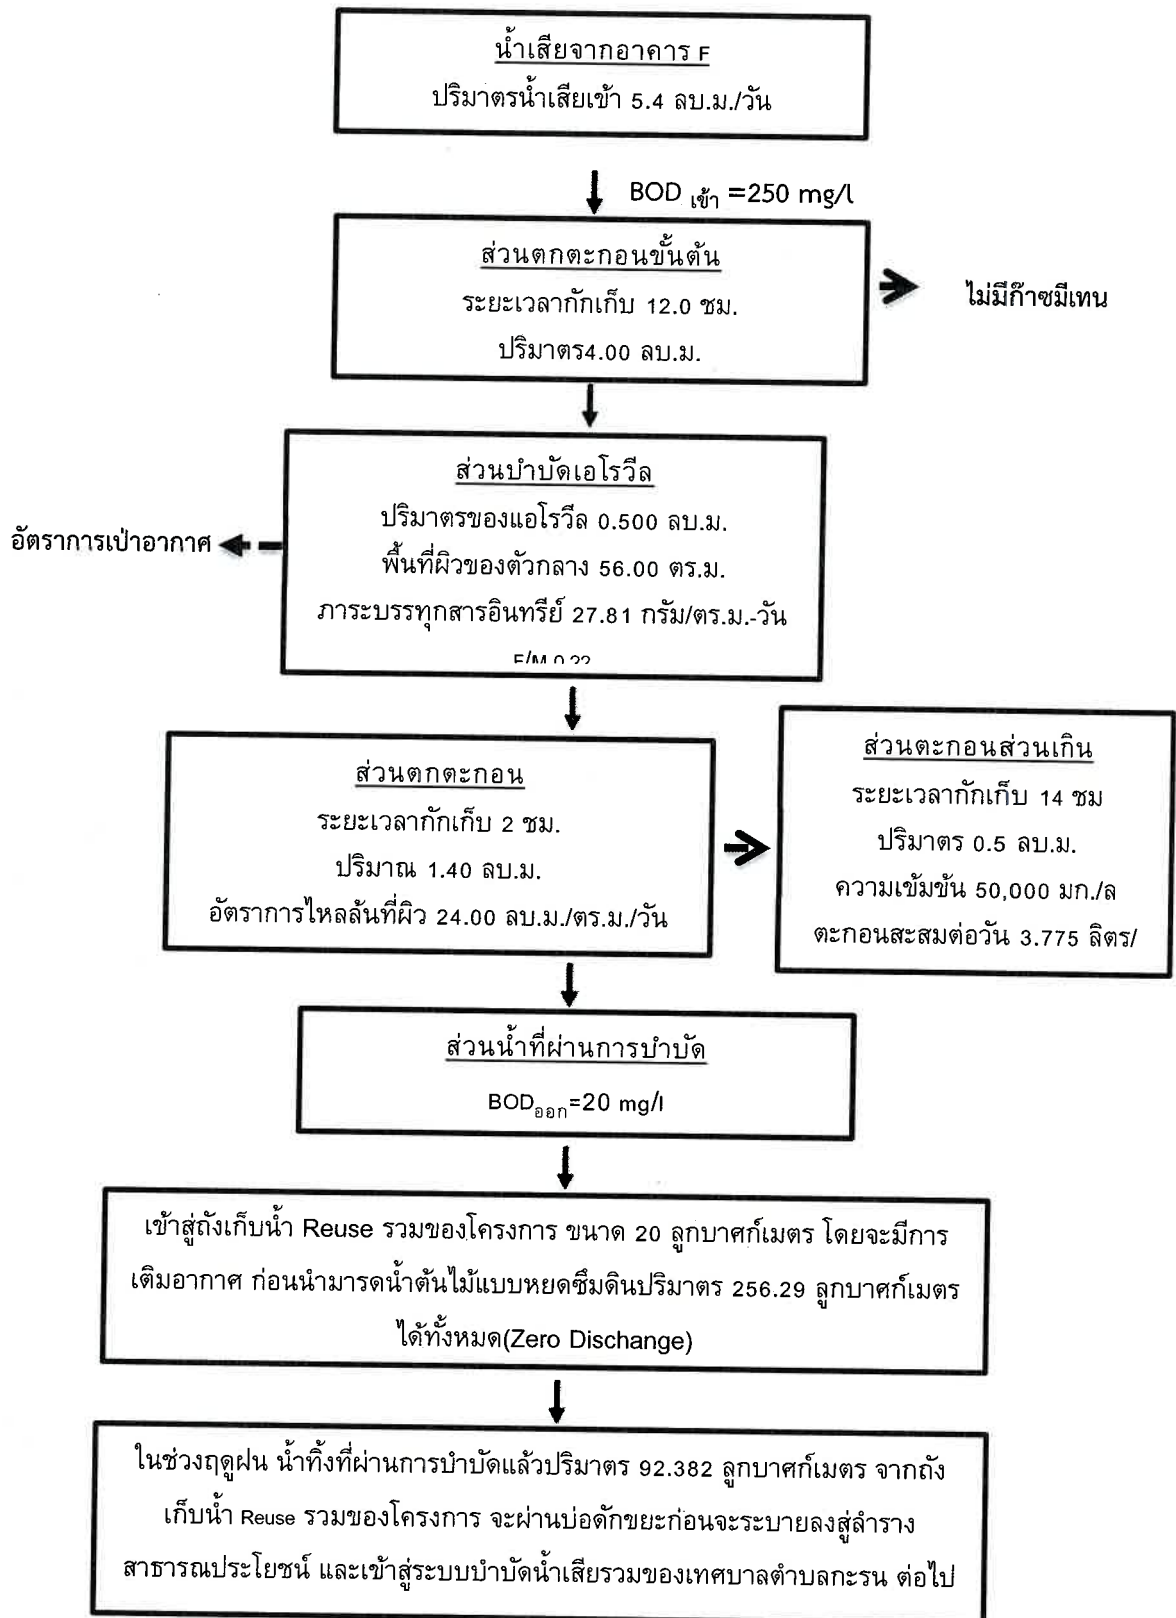 น้ำเสียจากอาคาร F
ปริมาตรน้ำเสียเข้า 5.4 ลบ.ม./วัน
BOD เข้า =250 mg/l
ส่วนตกตะกอนขั้นต้น
ระยะเวลากักเก็บ 12.0 ชม.
ปริมาตร4.00 ลบ.ม.
ไม่มีก๊าซมีเทน
ส่วนบำบัดเอโรวีล
ปริมาตรของแอโรวีล 0.500 ลบ.ม.
พื้นที่ผิวของตัวกลาง 56.00 ตร.ม.
ภาระบรรทุกสารอินทรีย์ 27.81 กรัม/ตร.ม.-วัน
F/M 0.22
อัตราการเป่าอากาศ
ส่วนตกตะกอน
ระยะเวลากักเก็บ 2 ชม.
ปริมาณ 1.40 ลบ.ม.
อัตราการไหลล้นที่ผิว 24.00 ลบ.ม./ตร.ม./วัน
ส่วนตะกอนส่วนเกิน
ระยะเวลากักเก็บ 14 ชม
ปริมาตร 0.5 ลบ.ม.
ความเข้มข้น 50,000 มก./ล
ตะกอนสะสมต่อวัน 3.775 ลิตร/
ส่วนน้ำที่ผ่านการบำบัด
BODออก=20 mg/l
เข้าสู่ถังเก็บน้ำ Reuse รวมของโครงการ ขนาด 20 ลูกบาศก์เมตร โดยจะมีการ
เติมอากาศ ก่อนนำมารดน้ำต้นไม้แบบหยดซึมดินปริมาตร 256.29 ลูกบาศก์เมตร
ได้ทั้งหมด(Zero Dischange)
ในช่วงฤดูฝน น้ำทิ้งที่ผ่านการบำบัดแล้วปริมาตร 92.382 ลูกบาศก์เมตร จากถัง
เก็บน้ำ Reuse รวมของโครงการ จะผ่านบ่อดักขยะก่อนจะระบายลงสู่ลำราง
สาธารณประโยชน์ และเข้าสู่ระบบบำบัดน้ำเสียรวมของเทศบาลตำบลกะรน ต่อไป